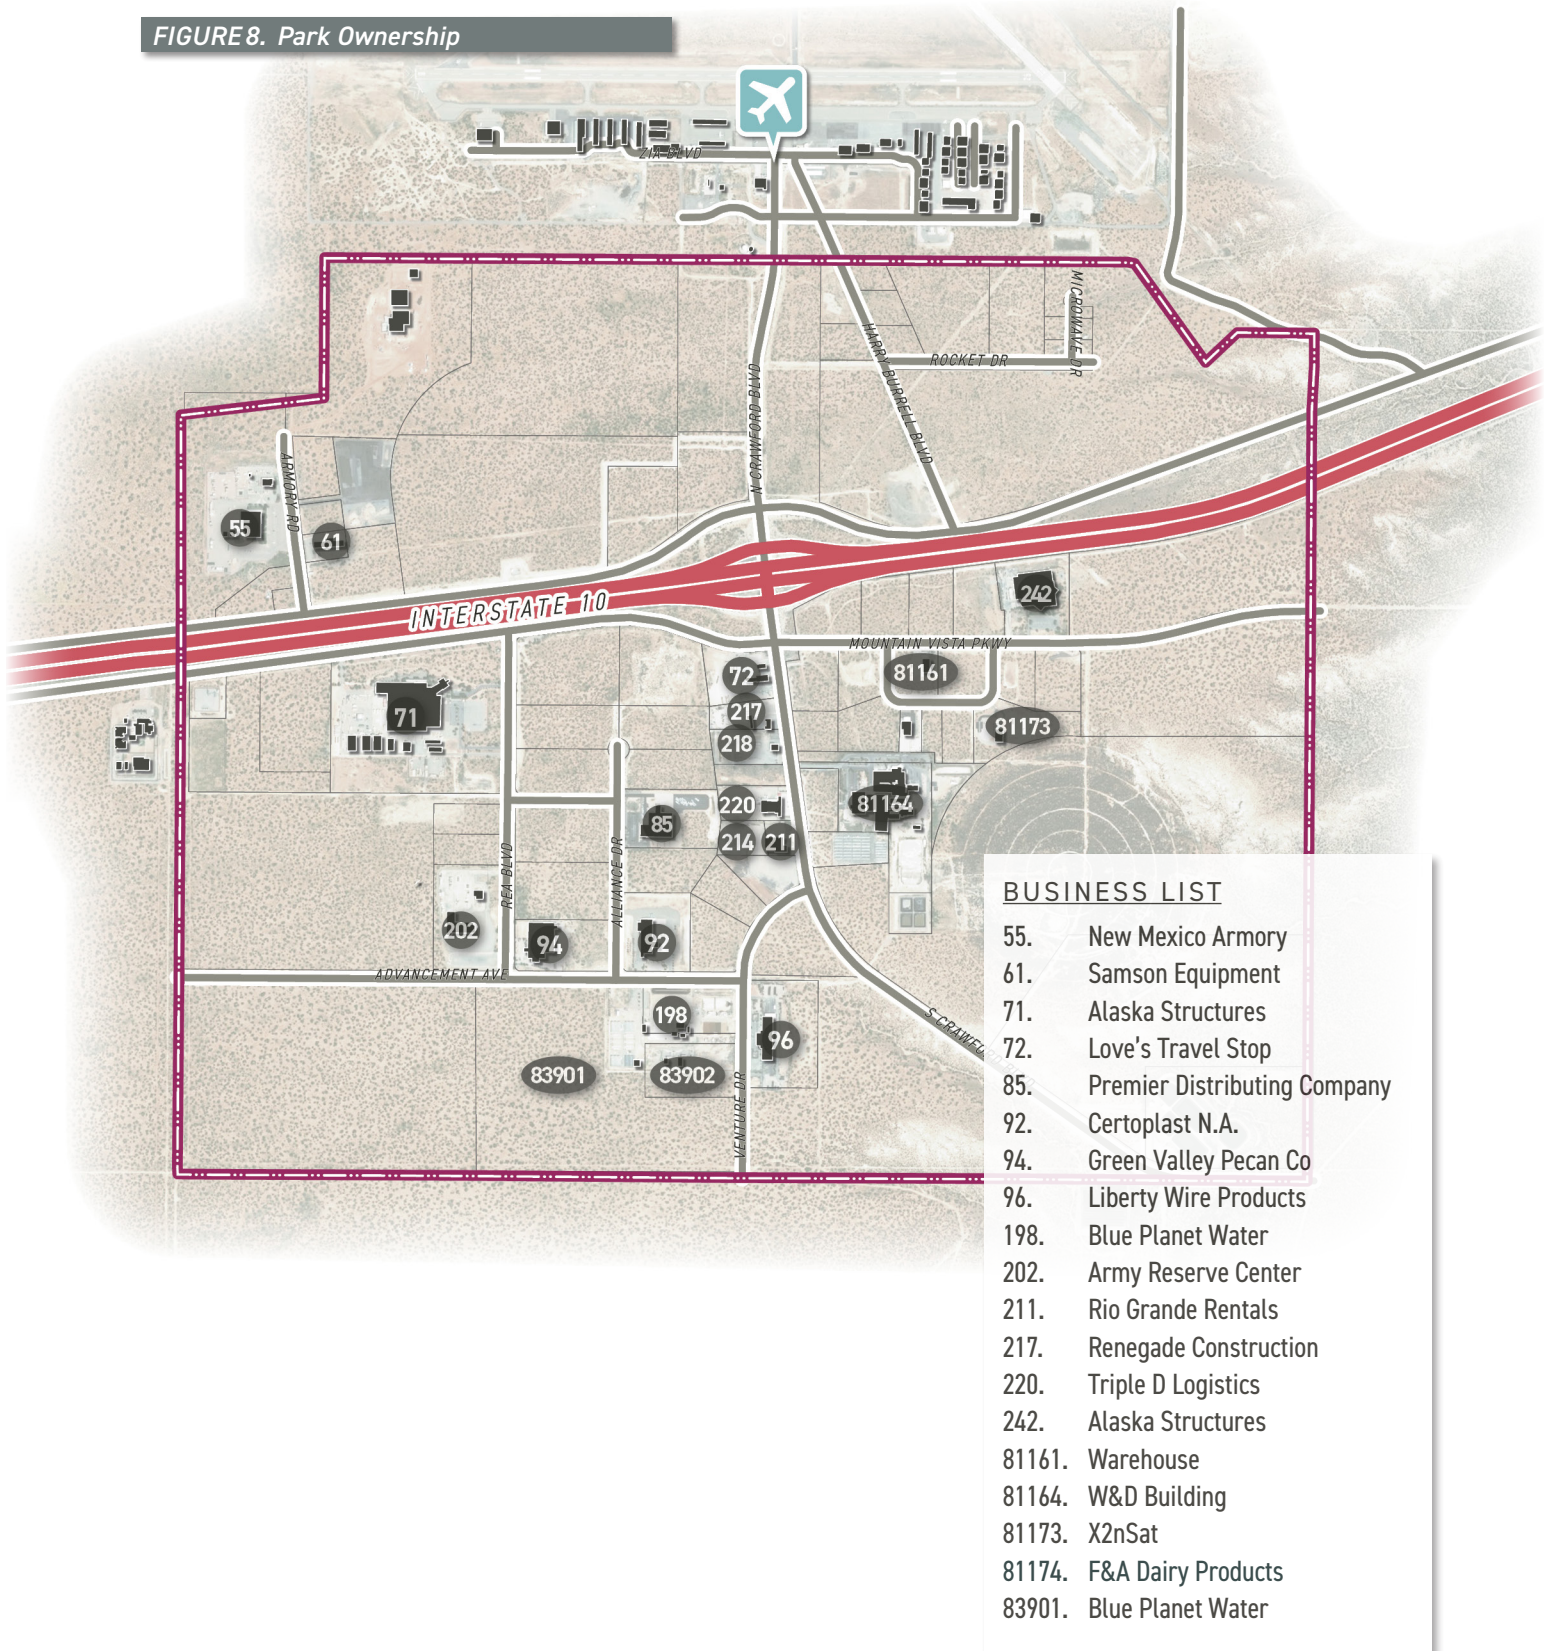 FIGURE 8. Park Ownership
ZIA BLVD
MICROWAVE DR
HARRY BURRELL BLVD
ROCKET DR
N CRAWFORD BLVD
ARMORY RD
55
61
INTERSTATE 10
242
MOUNTAIN VISTA PKWY
72
81161
71
217
81173
218
220
81164
85
214
211
REA BLVD
ALLIANCE DR
202
94
92
ADVANCEMENT AVE
198
96
83901
83902
VENTURE DR
BUSINESS LIST
55. New Mexico Armory
61. Samson Equipment
71. Alaska Structures
72. Love's Travel Stop
85. Premier Distributing Company
92. Certoplast N.A.
94. Green Valley Pecan Co
96. Liberty Wire Products
198. Blue Planet Water
202. Army Reserve Center
211. Rio Grande Rentals
217. Renegade Construction
220. Triple D Logistics
242. Alaska Structures
81161. Warehouse
81164. W&D Building
81173. X2nSat
81174. F&A Dairy Products
83901. Blue Planet Water